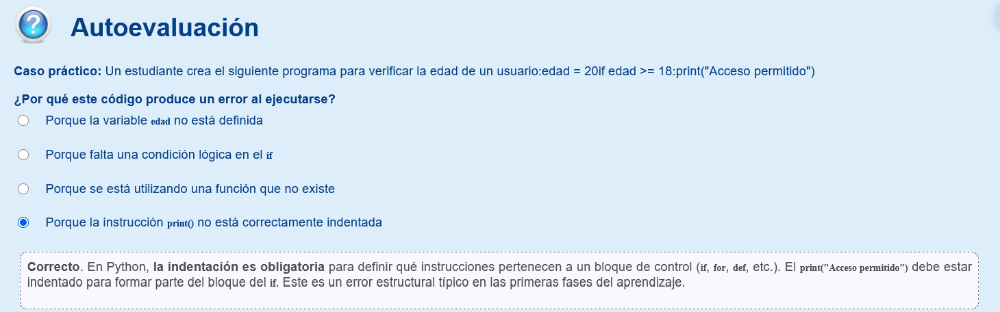 ?
Autoevaluación
Caso práctico: Un estudiante crea el siguiente programa para verificar la edad de un usuario:edad = 20if edad >= 18:print("Acceso permitido")
¿Por qué este código produce un error al ejecutarse?
Porque la variable edad no está definida
Porque falta una condición lógica en el if
Porque se está utilizando una función que no existe
Porque la instrucción print() no está correctamente indentada
Correcto. En Python, la indentación es obligatoria para definir qué instrucciones pertenecen a un bloque de control (if, for, def, etc.). El print("Acceso permitido") debe estar
indentado para formar parte del bloque del if. Este es un error estructural típico en las primeras fases del aprendizaje.